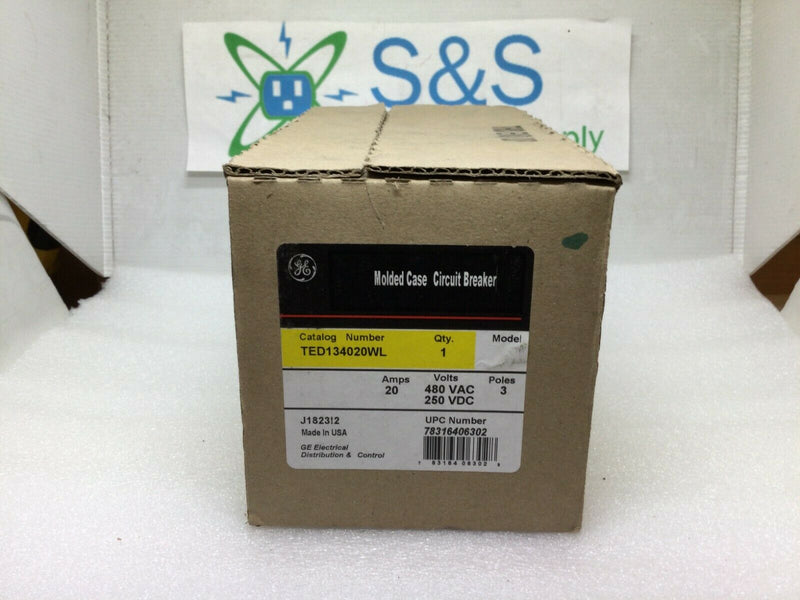 S&S
GE
Molded Case Circuit Breaker
Catalog Number Qty. Model
TED134020WL 1
Amps Volts Poles
20 480 VAC 3
250 VDC
J1823I2 UPC Number
Made in USA 78316406302
GE Electrical
Distribution & Control